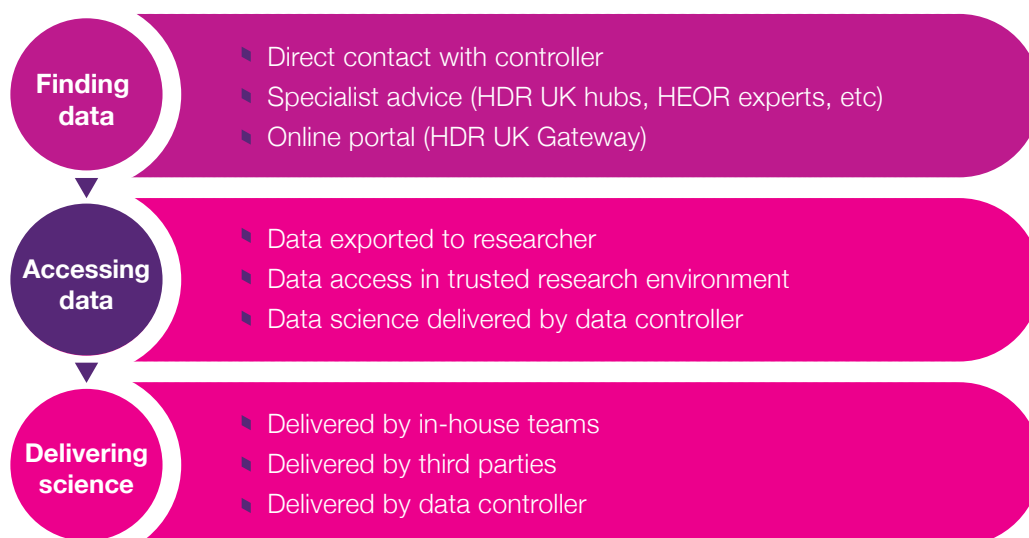 Finding
data
Direct contact with controller
Specialist advice (HDR UK hubs, HEOR experts, etc)
Online portal (HDR UK Gateway)
Accessing
data
Data exported to researcher
Data access in trusted research environment
Data science delivered by data controller
Delivering
science
Delivered by in-house teams
Delivered by third parties
Delivered by data controller